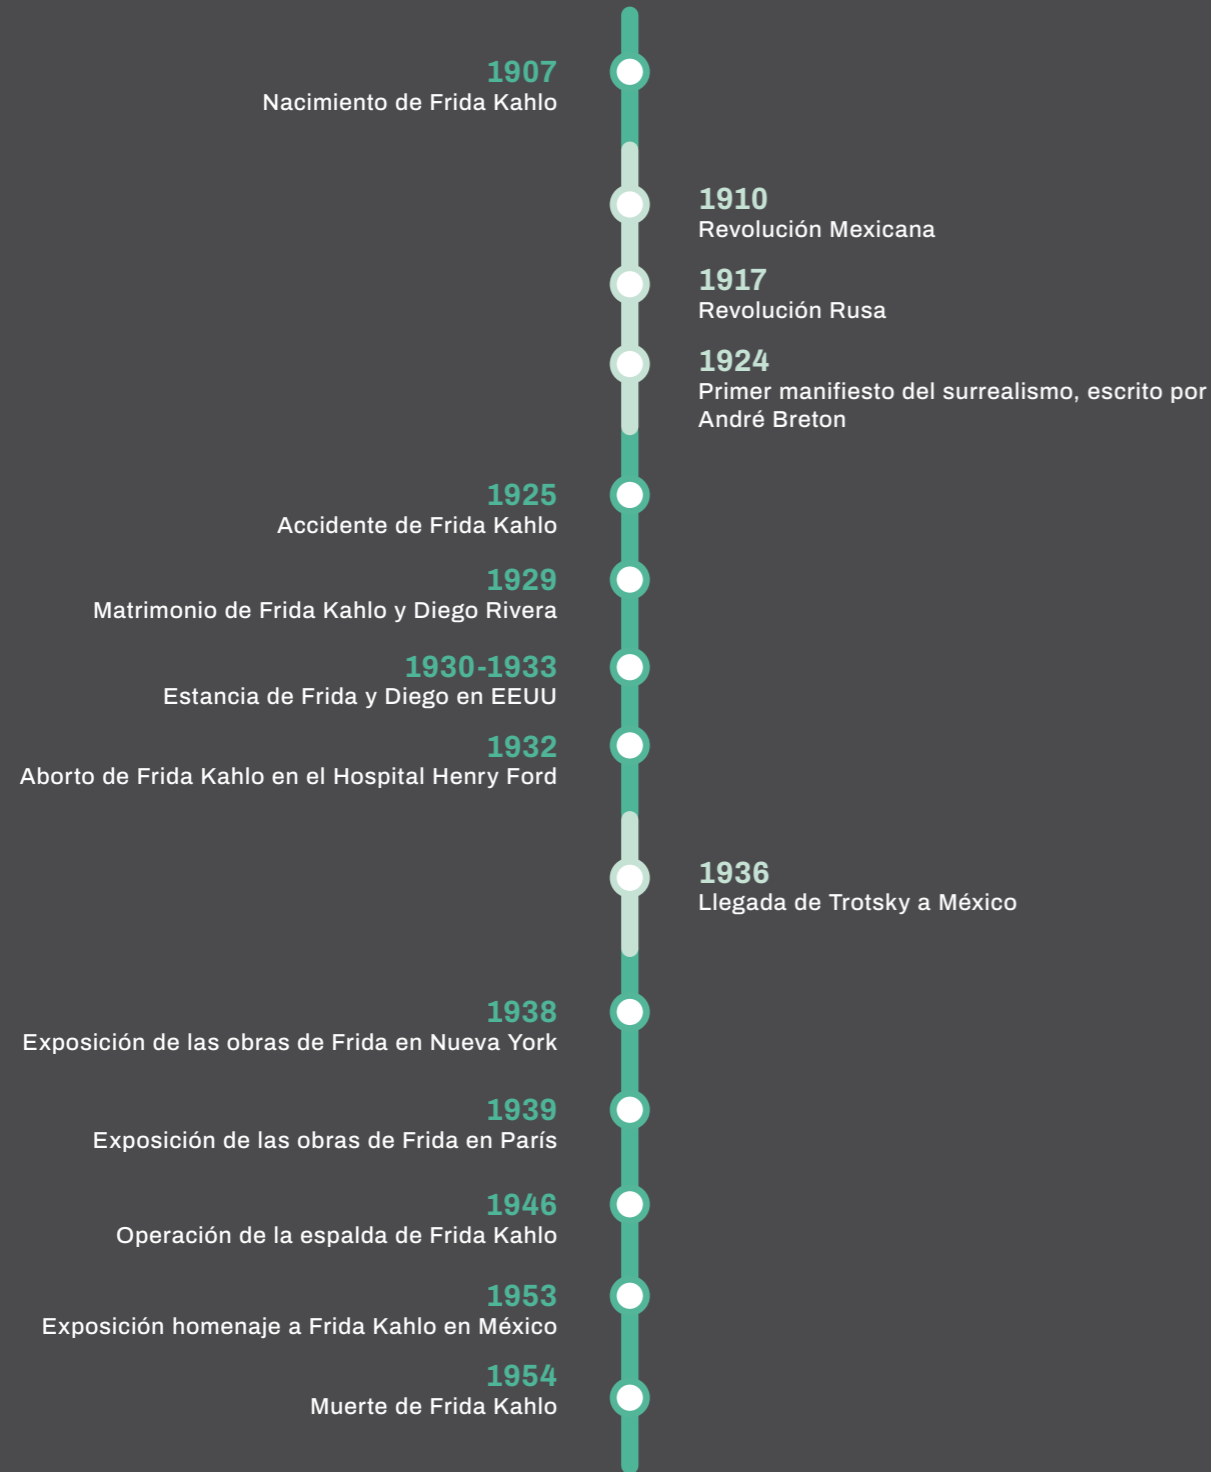 1907
Nacimiento de Frida Kahlo
1910
Revolución Mexicana
1917
Revolución Rusa
1924
Primer manifiesto del surrealismo, escrito por
André Breton
1925
Accidente de Frida Kahlo
1929
Matrimonio de Frida Kahlo y Diego Rivera
1930-1933
Estancia de Frida y Diego en EEUU
1932
Aborto de Frida Kahlo en el Hospital Henry Ford
1936
Llegada de Trotsky a México
1938
Exposición de las obras de Frida en Nueva York
1939
Exposición de las obras de Frida en París
1946
Operación de la espalda de Frida Kahlo
1953
Exposición homenaje a Frida Kahlo en México
1954
Muerte de Frida Kahlo